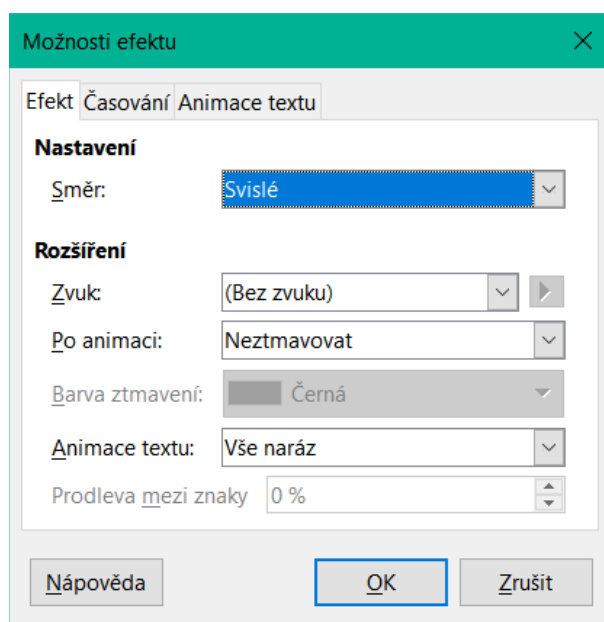 Možnosti efektu
Efekt Časování Animace textu
Nastavení
Směr: Svislé
Rozšíření
Zvuk: (Bez zvuku)
Po animaci: Neztmavovat
Barva ztmavení: Černá
Animace textu: Vše naráz
Prodleva mezi znaky 0 %
Nápověda OK Zrušit